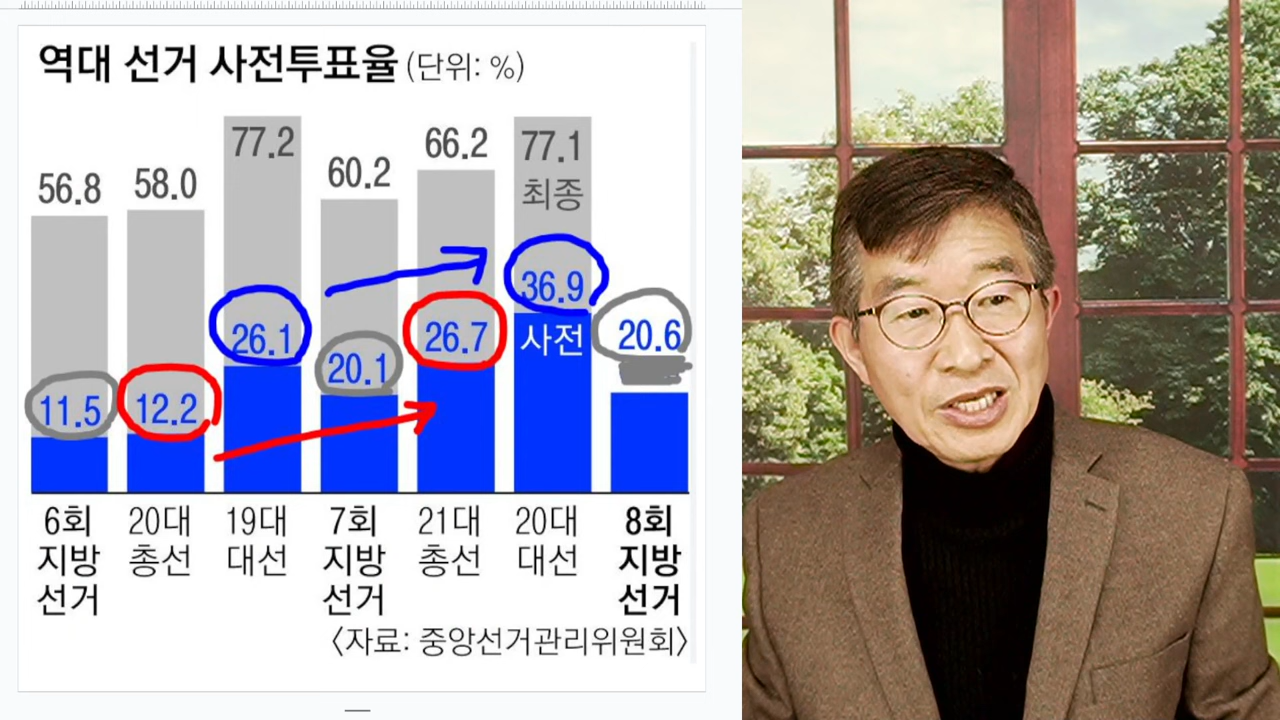 역대 선거 사전투표율 (단위: %)
56.8 58.0 77.2 60.2 66.2 77.1
최종
11.5 12.2 26.1 20.1 26.7 36.9 20.6
사전
6회 20대 19대 7회 21대 20대 8회
지방 총선 대선 지방 총선 대선 지방
선거 선거 선거
〈자료: 중앙선거관리위원회〉